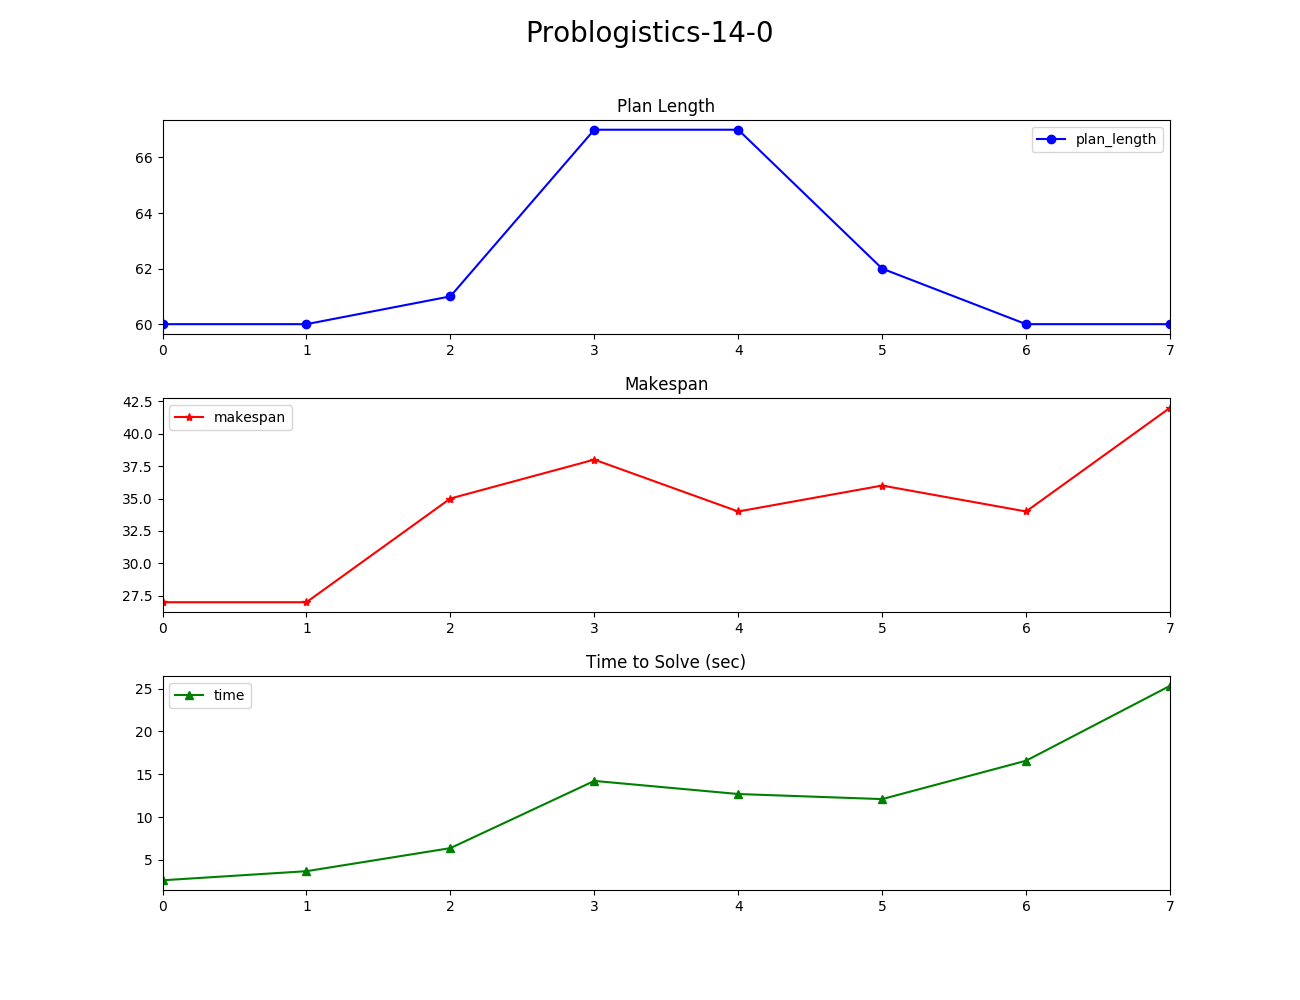 Problogistics-14-0
Plan Length
plan_length
66
64
62
60
0 1 2 3 4 5 6 7
Makespan
makespan
42.5
40.0
37.5
35.0
32.5
30.0
27.5
0 1 2 3 4 5 6 7
Time to Solve (sec)
time
25
20
15
10
5
0 1 2 3 4 5 6 7